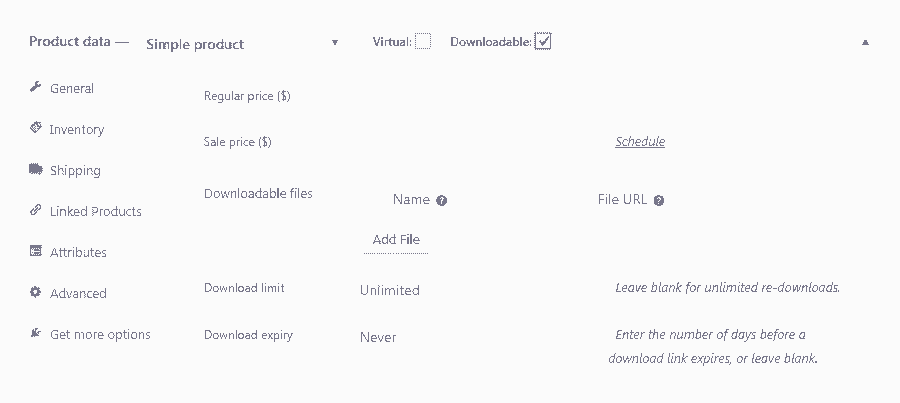 Product data — Simple product Virtual: Downloadable:
General
Regular price ($)
Inventory
Sale price ($) Schedule
Shipping
Downloadable files Name File URL
Linked Products
Add File
Attributes
Download limit Unlimited Leave blank for unlimited re-downloads.
Advanced
Get more options
Download expiry Never Enter the number of days before a
download link expires, or leave blank.